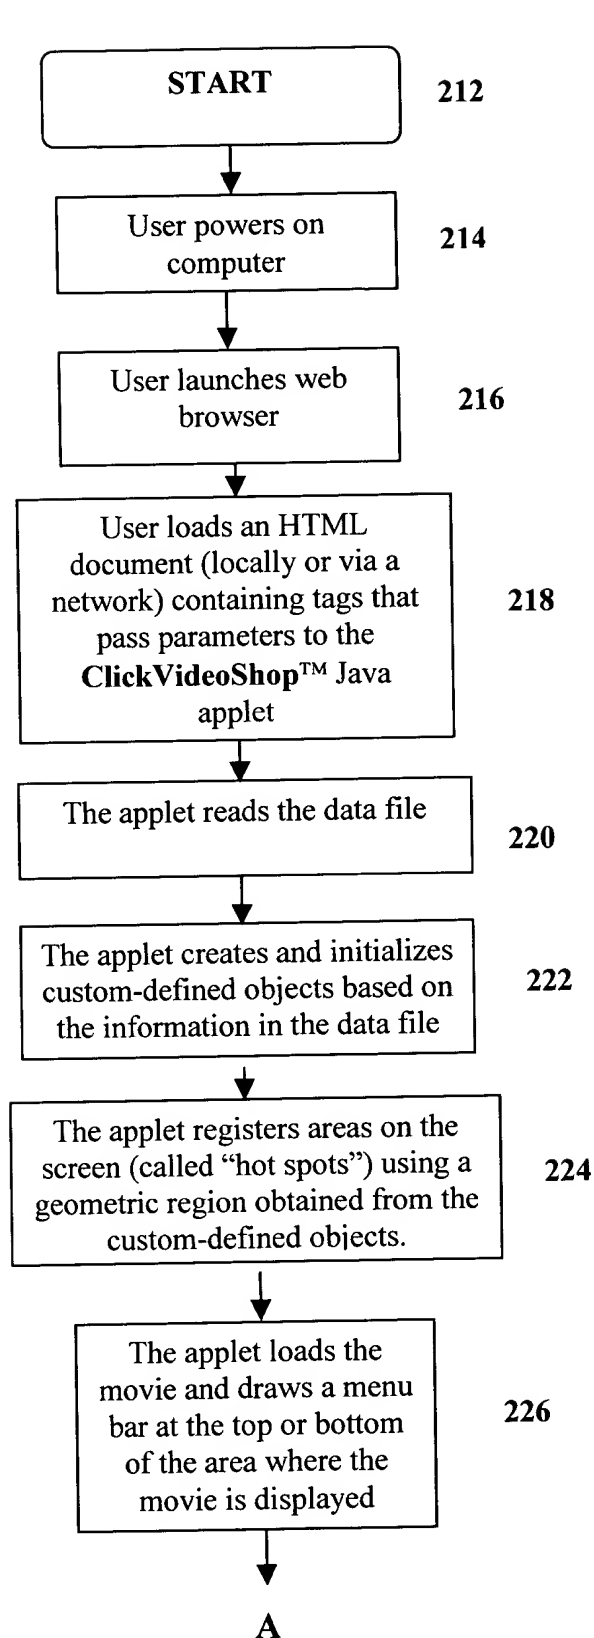 START
212
User powers on
computer
214
User launches web
browser
216
User loads an HTML
document (locally or via a
network) containing tags that
pass parameters to the
ClickVideoShop™ Java
applet
218
The applet reads the data file
220
The applet creates and initializes
custom-defined objects based on
the information in the data file
222
The applet registers areas on the
screen (called “hot spots”) using a
geometric region obtained from the
custom-defined objects.
224
The applet loads the
movie and draws a menu
bar at the top or bottom
of the area where the
movie is displayed
226
A